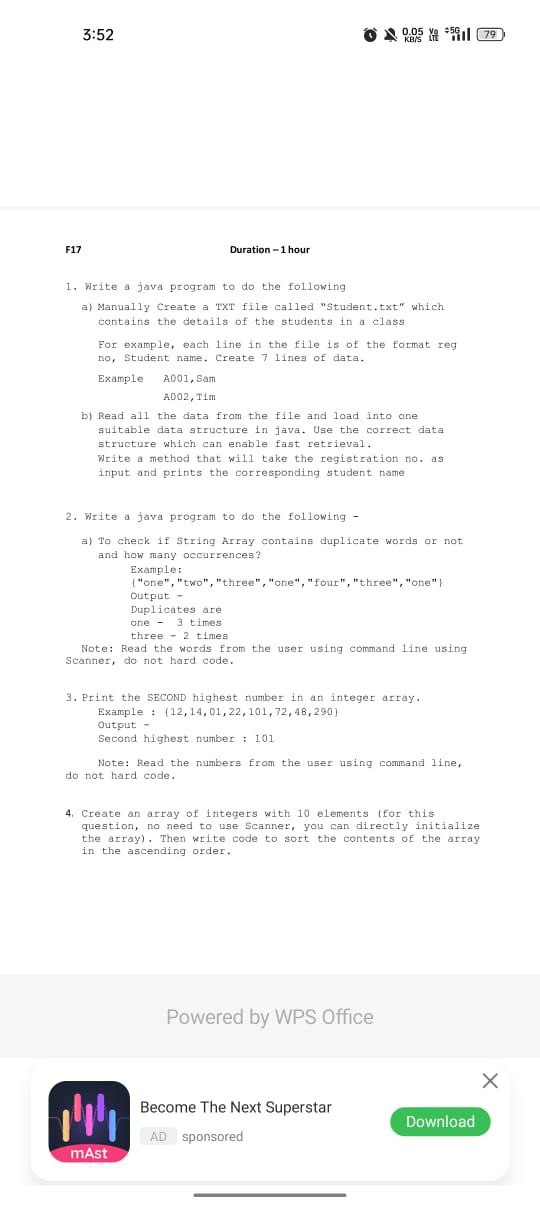 3:52
0.05 KB/S Vo LTE 5G 79
F17 Duration – 1 hour
1. Write a java program to do the following
a) Manually Create a TXT file called “Student.txt” which
contains the details of the students in a class
For example, each line in the file is of the format reg
no, Student name. Create 7 lines of data.
Example A001,Sam
A002,Tim
b) Read all the data from the file and load into one
suitable data structure in java. Use the correct data
structure which can enable fast retrieval.
Write a method that will take the registration no. as
input and prints the corresponding student name
2. Write a java program to do the following –
a) To check if String Array contains duplicate words or not
and how many occurrences?
Example:
{"one","two","three","one","four","three","one"}
Output –
Duplicates are
one – 3 times
three – 2 times
Note: Read the words from the user using command line using
Scanner, do not hard code.
3. Print the SECOND highest number in an integer array.
Example : {12,14,01,22,101,72,48,290}
Output –
Second highest number : 101
Note: Read the numbers from the user using command line,
do not hard code.
4. Create an array of integers with 10 elements (for this
question, no need to use Scanner, you can directly initialize
the array). Then write code to sort the contents of the array
in the ascending order.
Powered by WPS Office
Become The Next Superstar
AD sponsored
Download
mAst